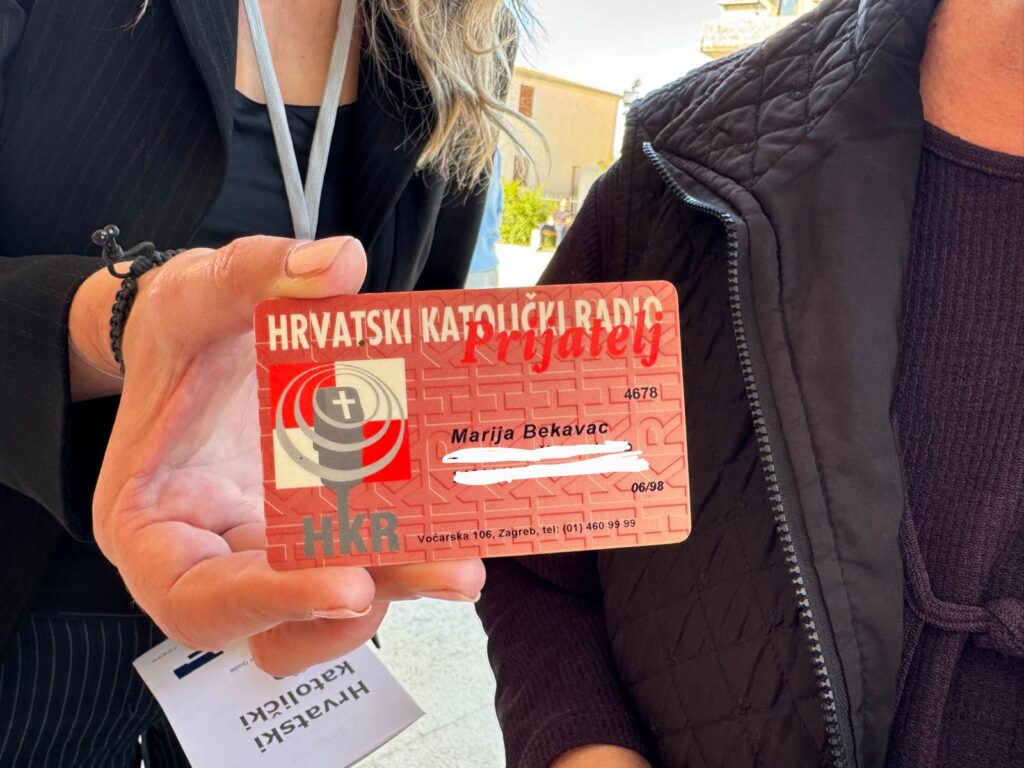 HRVATSKI KATOLIČKI RADIO
Prijatelj
4678
Marija Bekavac
06/98
HKR
Voćarska 106, Zagreb, tel: (01) 460 99 99
Hrvatski
katolički